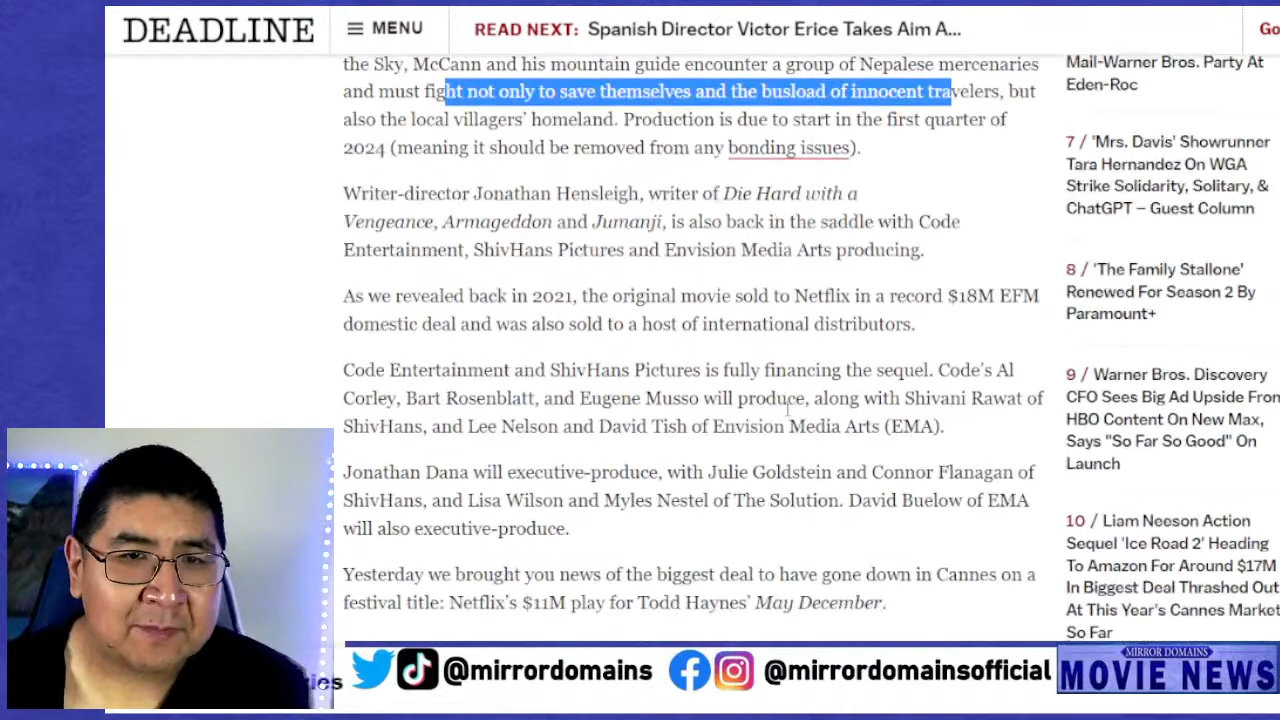 DEADLINE
MENU
READ NEXT: Spanish Director Victor Erice Takes Aim A...
Go
the Sky, McCann and his mountain guide encounter a group of Nepalese mercenaries
and must fight not only to save themselves and the busload of innocent travelers, but
also the local villagers' homeland. Production is due to start in the first quarter of
2024 (meaning it should be removed from any bonding issues).
Writer-director Jonathan Hensleigh, writer of Die Hard with a
Vengeance, Armageddon and Jumanji, is also back in the saddle with Code
Entertainment, ShivHans Pictures and Envision Media Arts producing.
As we revealed back in 2021, the original movie sold to Netflix in a record $18M EFM
domestic deal and was also sold to a host of international distributors.
Code Entertainment and ShivHans Pictures is fully financing the sequel. Code's Al
Corley, Bart Rosenblatt, and Eugene Musso will produce, along with Shivani Rawat of
ShivHans, and Lee Nelson and David Tish of Envision Media Arts (EMA).
Jonathan Dana will executive-produce, with Julie Goldstein and Connor Flanagan of
ShivHans, and Lisa Wilson and Myles Nestel of The Solution. David Buelow of EMA
will also executive-produce.
Yesterday we brought you news of the biggest deal to have gone down in Cannes on a
festival title: Netflix's $11M play for Todd Haynes' May December.
Mail-Warner Bros. Party At
Eden-Roc
7 / 'Mrs. Davis' Showrunner
Tara Hernandez On WGA
Strike Solidarity, Solitary, &
ChatGPT – Guest Column
8 / 'The Family Stallone'
Renewed For Season 2 By
Paramount+
9 / Warner Bros. Discovery
CFO Sees Big Ad Upside From
HBO Content On New Max,
Says "So Far So Good" On
Launch
10 / Liam Neeson Action
Sequel 'Ice Road 2' Heading
To Amazon For Around $17M
In Biggest Deal Thrashed Out
At This Year's Cannes Market
So Far
@mirrordomains
@mirrordomainsofficial
MIRROR DOMAINS
MOVIE NEWS